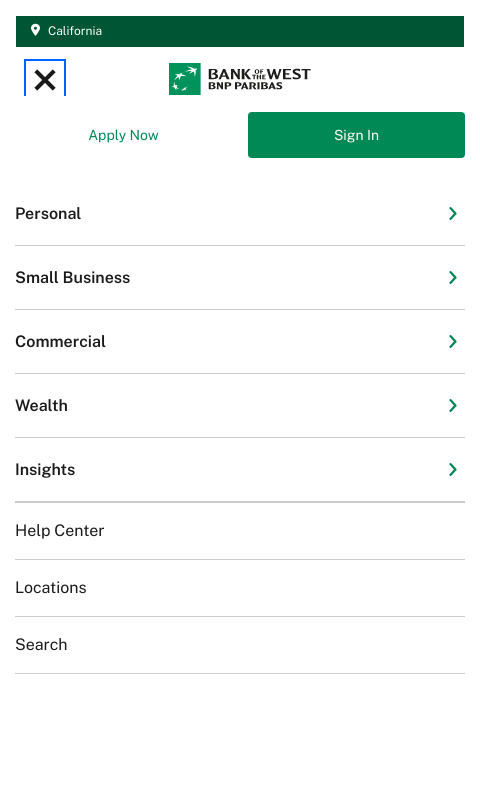 California
BANK OF THE WEST
BNP PARIBAS
Apply Now
Sign In
Personal
Small Business
Commercial
Wealth
Insights
Help Center
Locations
Search